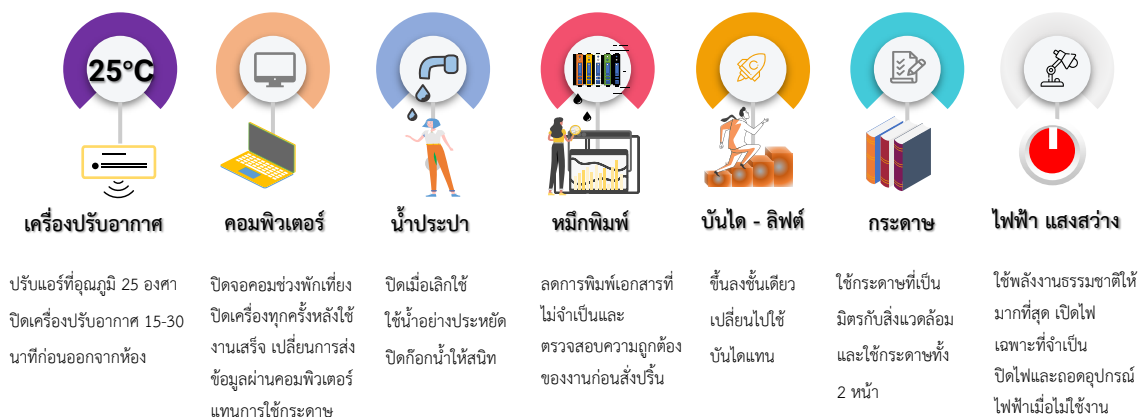 25°C
เครื่องปรับอากาศ
ปรับแอร์ที่อุณภูมิ 25 องศา
ปิดเครื่องปรับอากาศ 15-30
นาทีก่อนออกจากห้อง
คอมพิวเตอร์
ปิดจอคอมช่วงพักเที่ยง
ปิดเครื่องทุกครั้งหลังใช้
งานเสร็จ เปลี่ยนการส่ง
ข้อมูลผ่านคอมพิวเตอร์
แทนการใช้กระดาษ
น้ำประปา
ปิดเมื่อเลิกใช้
ใช้น้ำอย่างประหยัด
ปิดก๊อกน้ำให้สนิท
หมึกพิมพ์
ลดการพิมพ์เอกสารที่
ไม่จำเป็นและ
ตรวจสอบความถูกต้อง
ของงานก่อนสั่งปริ้น
บันได - ลิฟต์
ขึ้นลงชั้นเดียว
เปลี่ยนไปใช้
บันไดแทน
กระดาษ
ใช้กระดาษที่เป็น
มิตรกับสิ่งแวดล้อม
และใช้กระดาษทั้ง
2 หน้า
ไฟฟ้า แสงสว่าง
ใช้พลังงานธรรมชาติให้
มากที่สุด เปิดไฟ
เฉพาะที่จำเป็น
ปิดไฟและถอดอุปกรณ์
ไฟฟ้าเมื่อไม่ใช้งาน